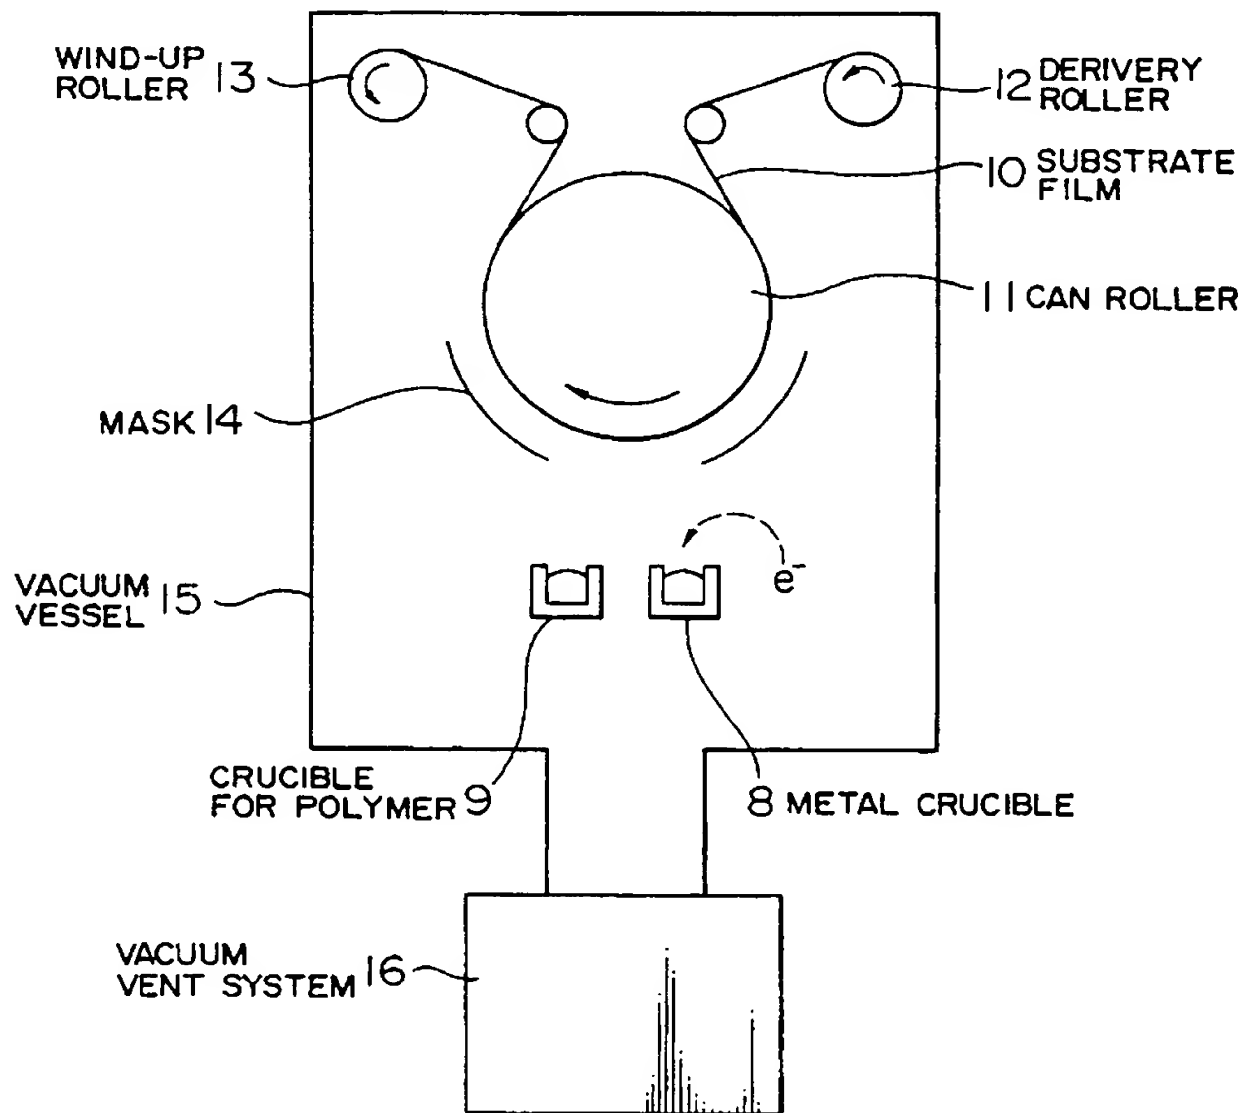 WIND-UP
ROLLER 13
12 DERIVERY
ROLLER
10 SUBSTRATE
FILM
11 CAN ROLLER
MASK 14
e-
VACUUM
VESSEL 15
CRUCIBLE
FOR POLYMER 9
8 METAL CRUCIBLE
VACUUM
VENT SYSTEM 16